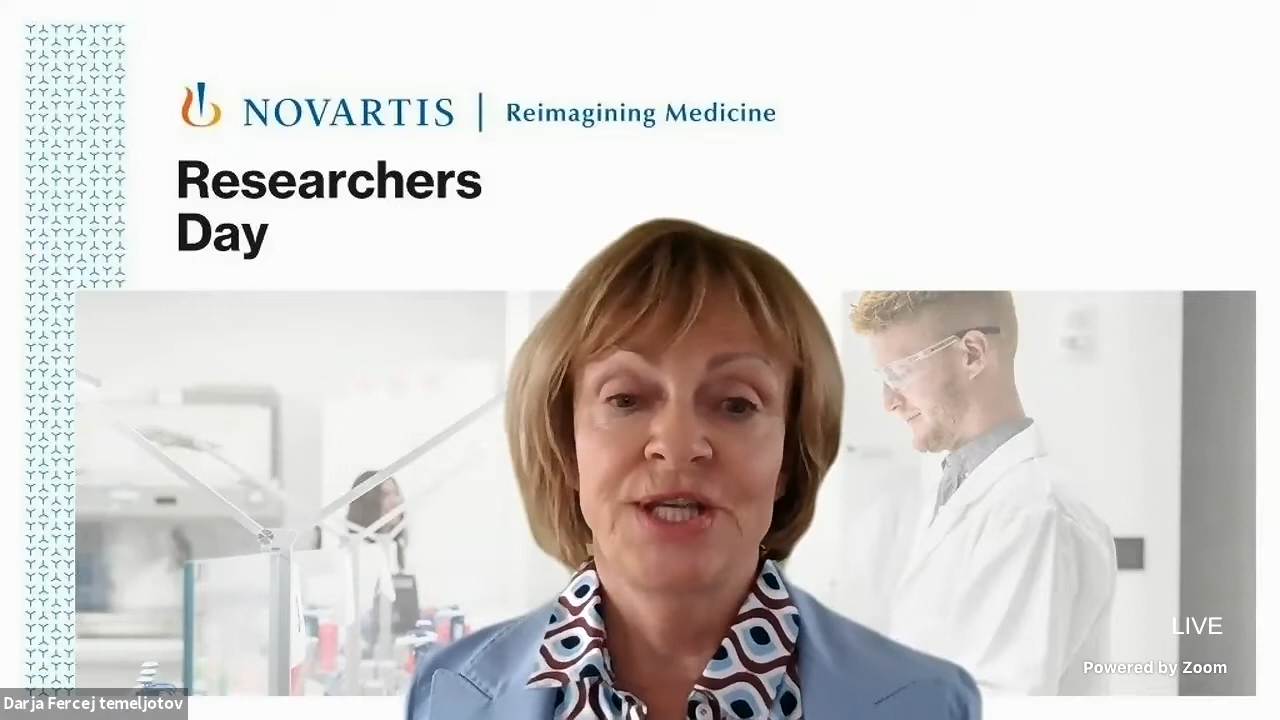 NOVARTIS | Reimagining Medicine
Researchers
Day
LIVE
Powered by Zoom
Darja Fercej temeljotov